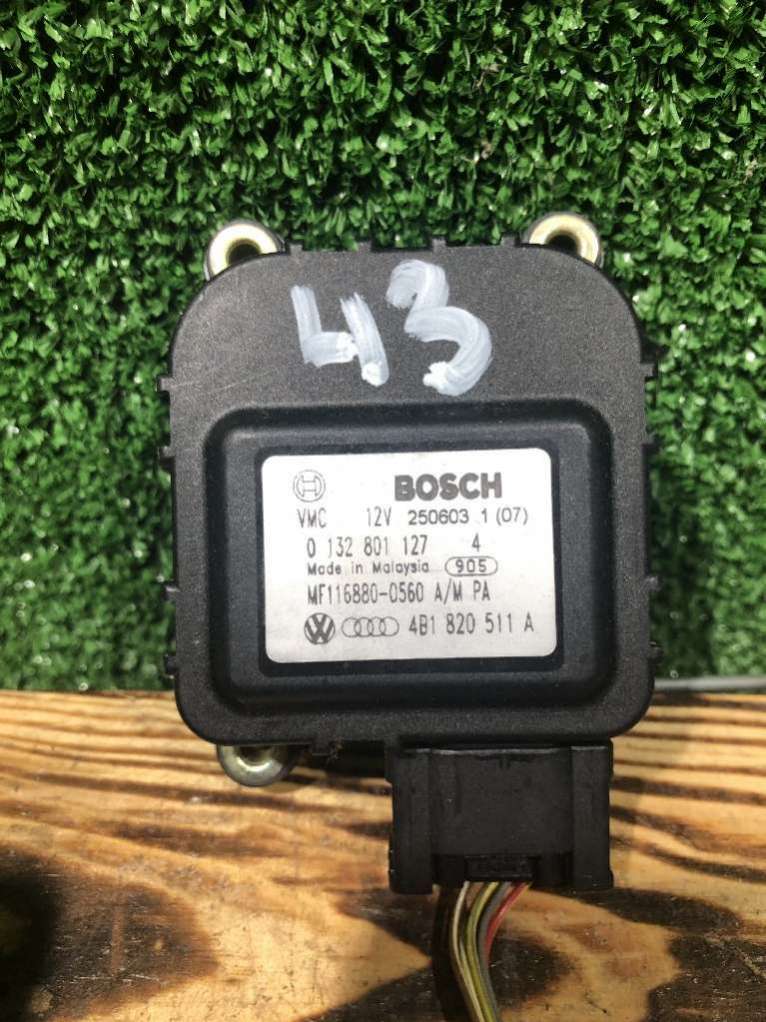 43
BOSCH
VMC 12V 250603 1 (07)
0 132 801 127 4
Made in Malaysia 905
MF116880-0560 A/M PA
4B1 820 511 A